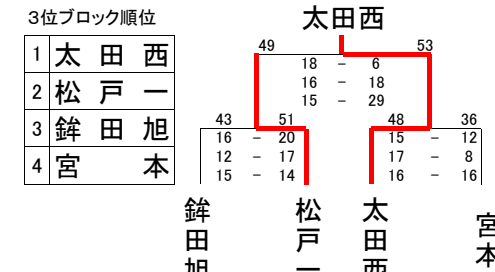 3位ブロック順位
1 太田西
2 松戸一
3 鉾田旭
4 宮本
太田西
49 53
18 - 6
16 - 18
15 - 29
43 51
16 - 20
12 - 17
15 - 14
48 36
15 - 12
17 - 8
16 - 16
鉾田旭
松戸一
太田西
宮本